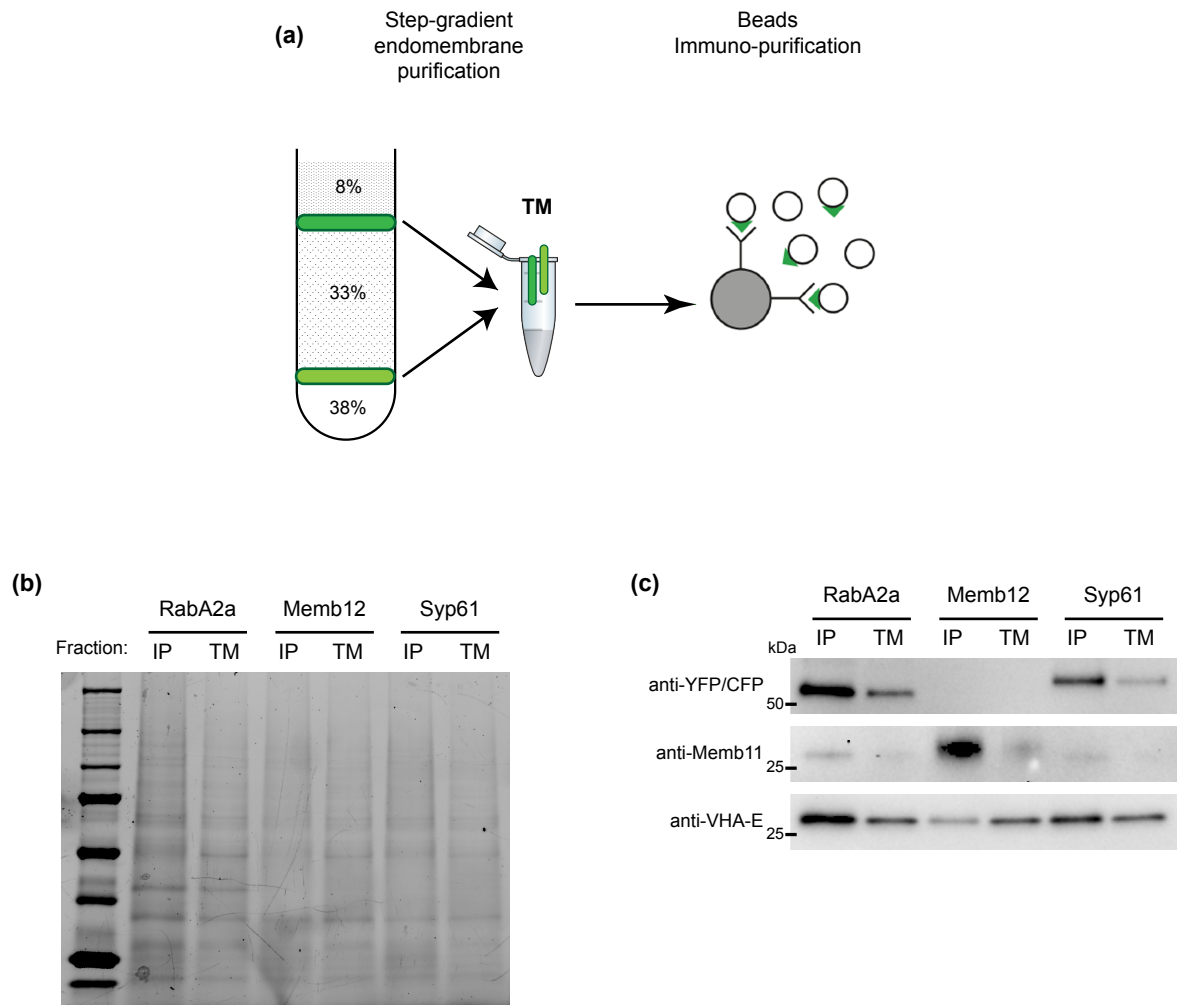 (a)
Step-gradient
endomembrane
purification
Beads
Immuno-purification
8%
33%
38%
TM
(b)
RabA2a Memb12 Syp61
Fraction: IP TM IP TM IP TM
(c)
RabA2a Memb12 Syp61
IP TM IP TM IP TM
kDa
anti-YFP/CFP
50
anti-Memb11
25
anti-VHA-E
25